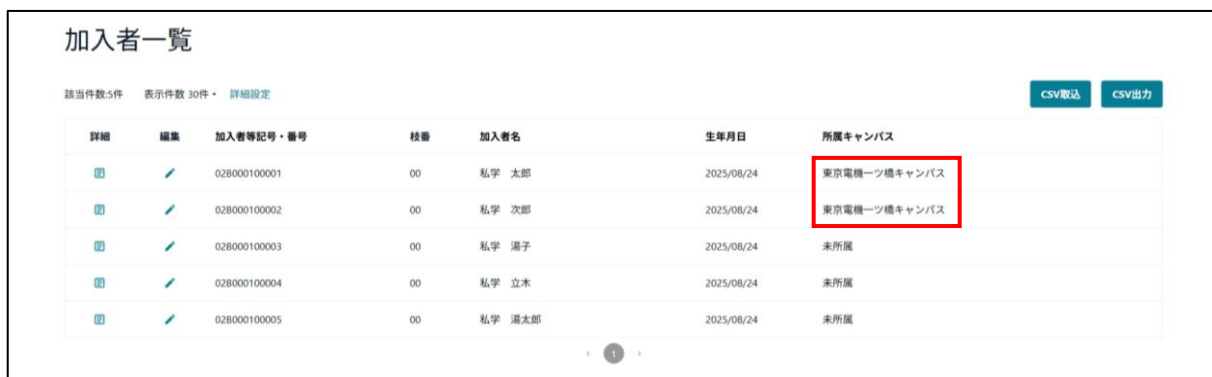 加入者一覧
該当件数:5件 表示件数 30件 詳細設定 CSV取込 CSV出力
詳細 編集 加入者等記号・番号 枝番 加入者名 生年月日 所属キャンパス
02B000100001 00 私学 太郎 2025/08/24 東京電機一ツ橋キャンパス
02B000100002 00 私学 次郎 2025/08/24 東京電機一ツ橋キャンパス
02B000100003 00 私学 湯子 2025/08/24 未所属
02B000100004 00 私学 立木 2025/08/24 未所属
02B000100005 00 私学 湯太郎 2025/08/24 未所属
‹ 1 ›